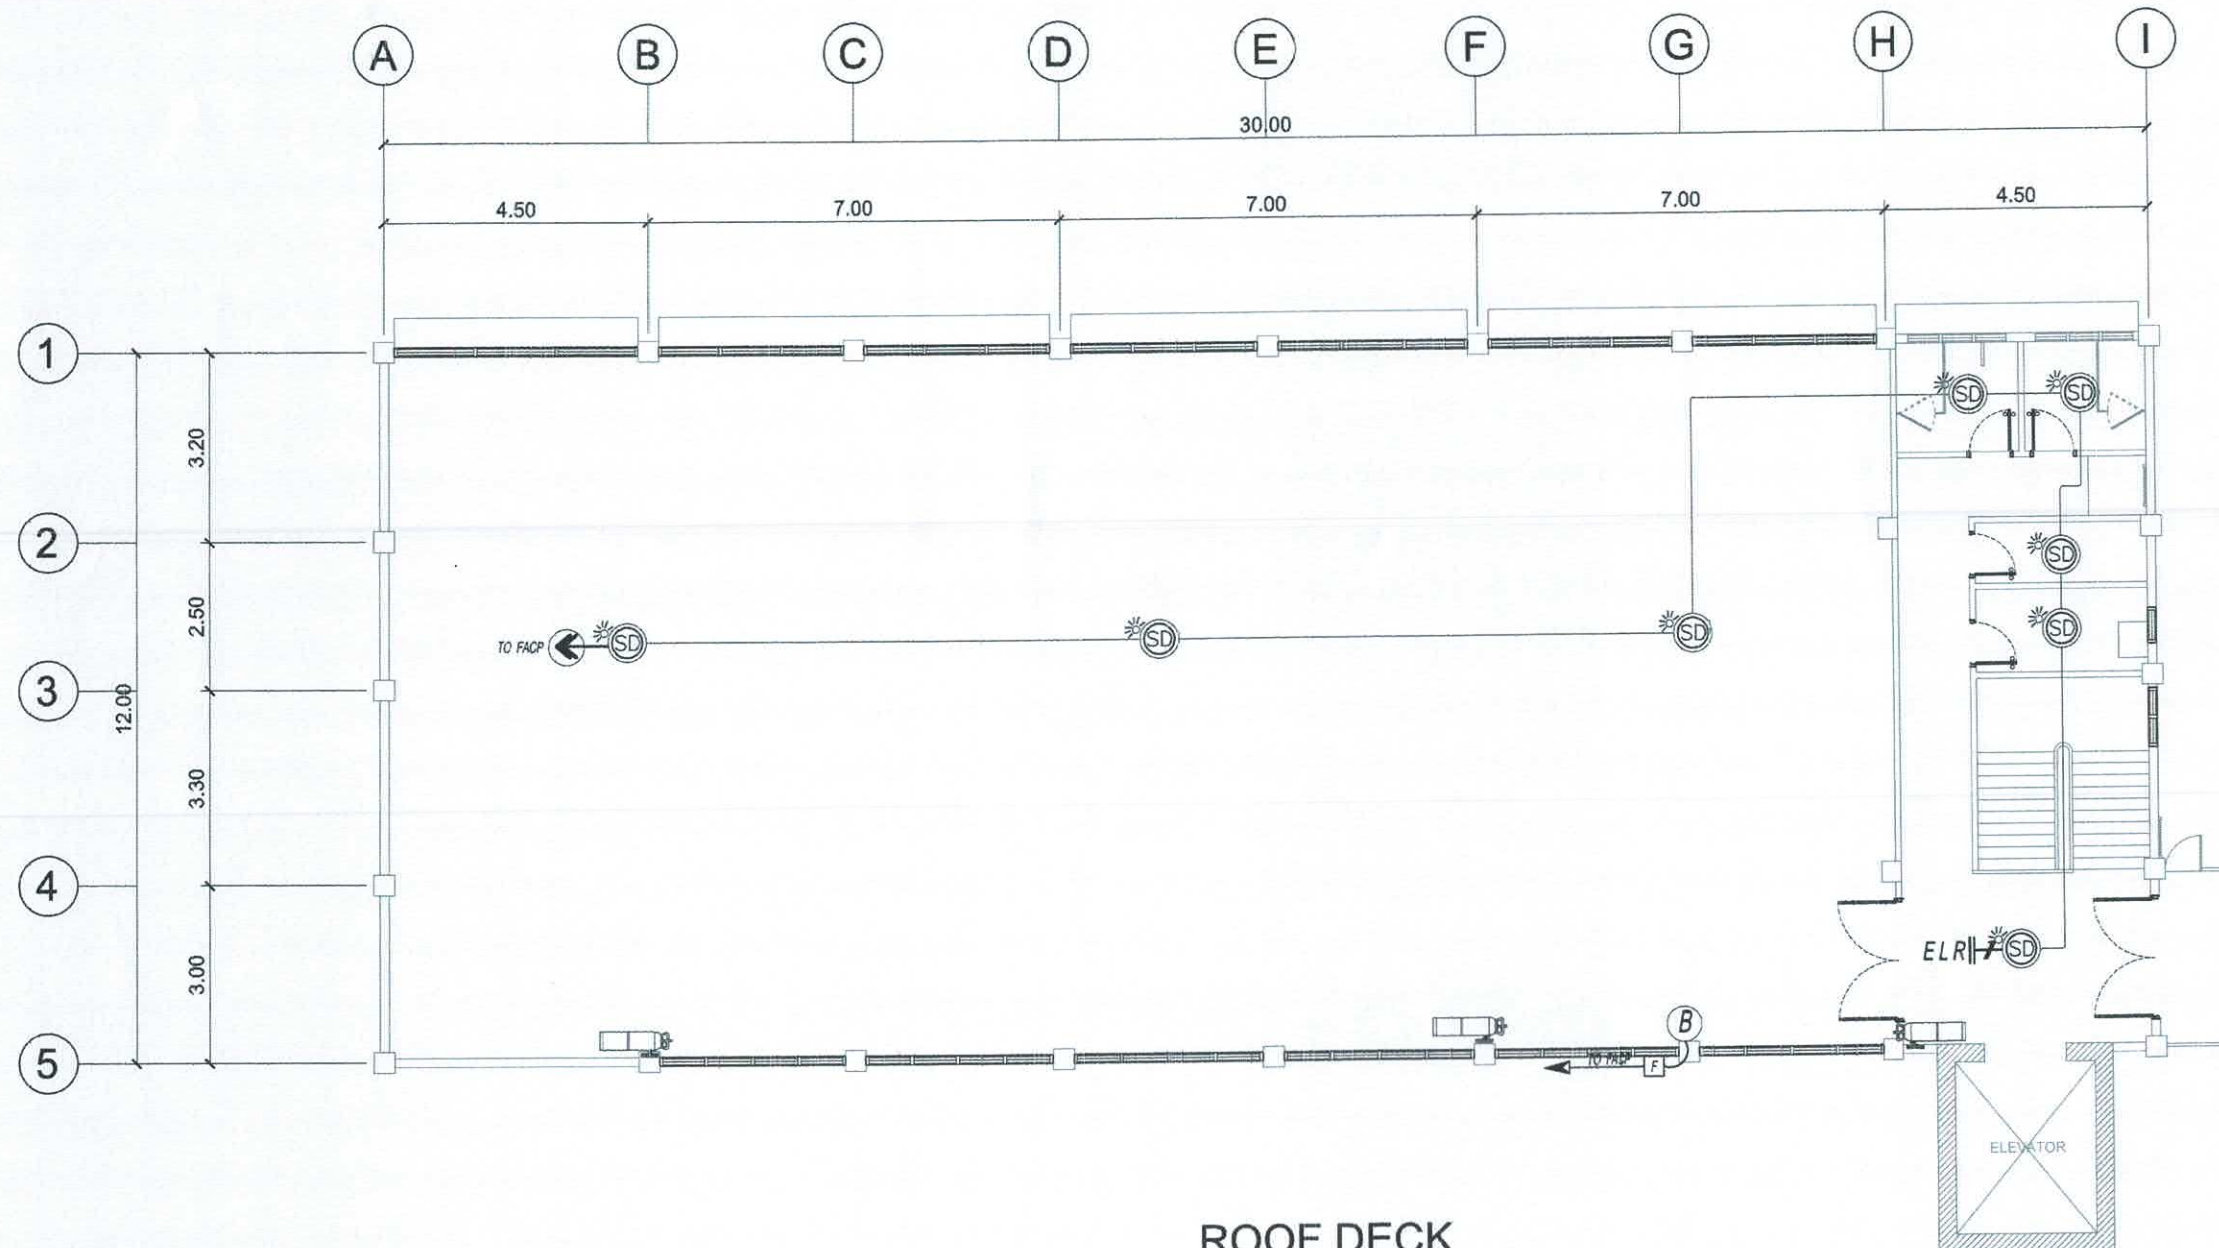 A B C D E F G H I
30.00
4.50 7.00 7.00 7.00 4.50
1
SD SD
3.20
2
SD
2.50
SD
TO FACP SD SD SD
3
12.00
3.30
4
ELR SD
3.00
B
5
TO FACP F
ELEVATOR
ROOF DECK